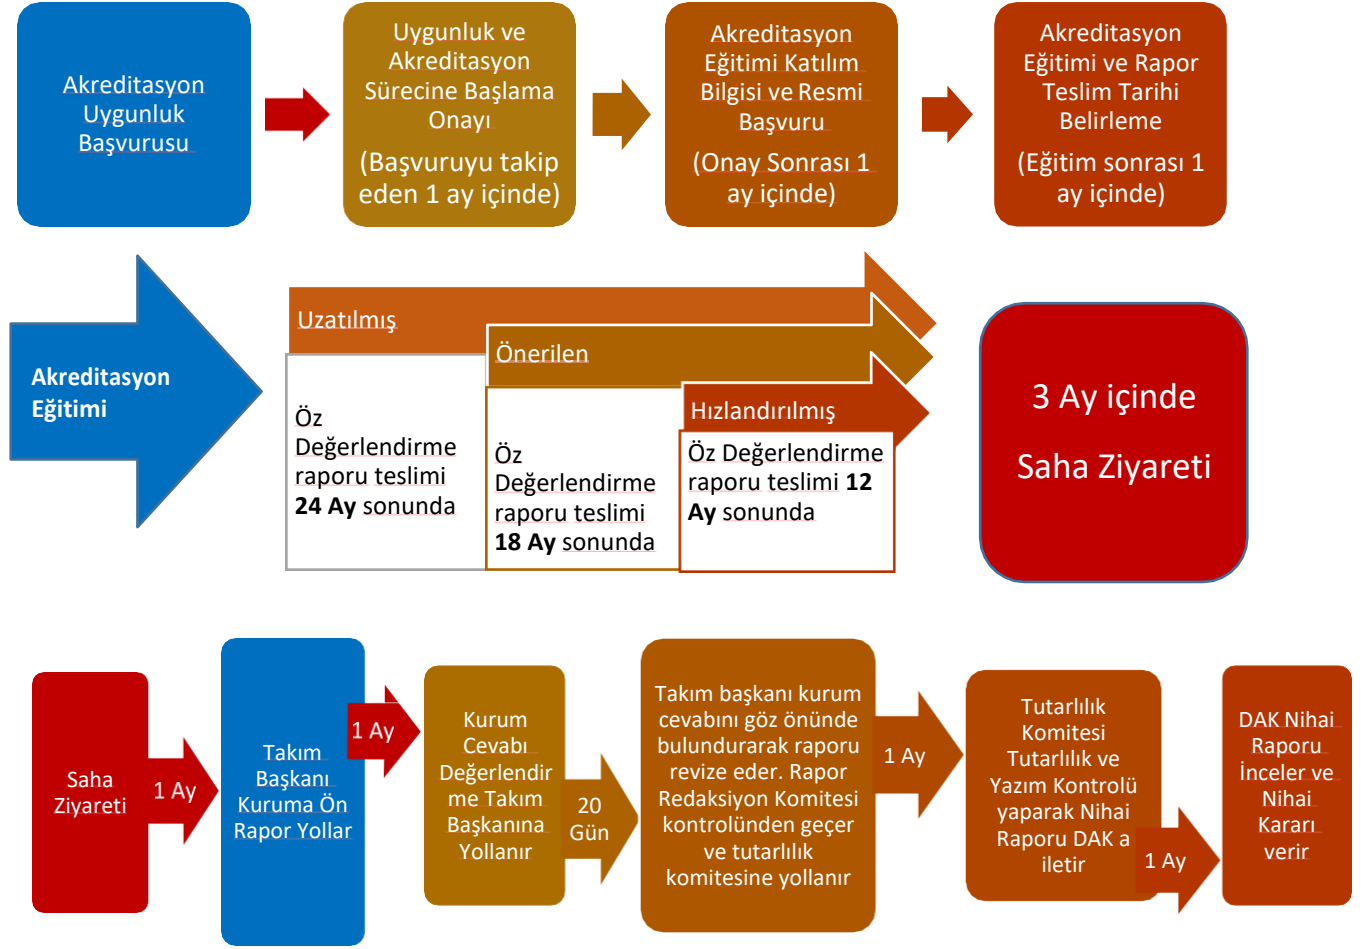 Akreditasyon
Uygunluk
Başvurusu
Uygunluk ve
Akreditasyon
Sürecine Başlama
Onayı
(Başvuruyu takip
eden 1 ay içinde)
Akreditasyon
Eğitimi Katılım
Bilgisi ve Resmi
Başvuru
(Onay Sonrası 1
ay içinde)
Akreditasyon
Eğitimi ve Rapor
Teslim Tarihi
Belirleme
(Eğitim sonrası 1
ay içinde)
Akreditasyon
Eğitimi
Uzatılmış
Öz
Değerlendirme
raporu teslimi
24 Ay sonunda
Önerilen
Öz
Değerlendirme
raporu teslimi
18 Ay sonunda
Hızlandırılmış
Öz Değerlendirme
raporu teslimi 12
Ay sonunda
3 Ay içinde
Saha Ziyareti
Saha
Ziyareti
1 Ay
Takım
Başkanı
Kuruma Ön
Rapor Yollar
1 Ay
Kurum
Cevabı
Değerlendir
me Takım
Başkanına
Yollanır
20
Gün
Takım başkanı kurum
cevabını göz önünde
bulundurarak raporu
revize eder. Rapor
Redaksiyon Komitesi
kontrolünden geçer
ve tutarlılık
komitesine yollanır
1 Ay
Tutarlılık
Komitesi
Tutarlılık ve
Yazım Kontrolü
yaparak Nihai
Raporu DAK a
iletir
1 Ay
DAK Nihai
Raporu
İnceler ve
Nihai
Kararı
verir